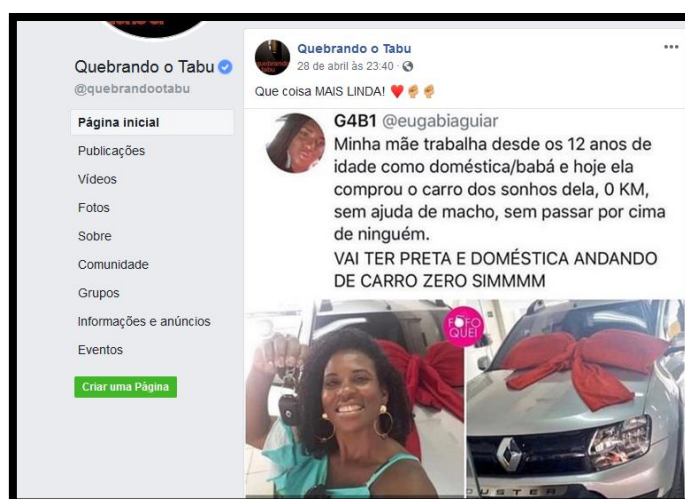 Quebrando o Tabu
@quebrandootabu
Página inicial
Publicações
Vídeos
Fotos
Sobre
Comunidade
Grupos
Informações e anúncios
Eventos
Criar uma Página
Quebrando o Tabu
28 de abril às 23:40 ·
Que coisa MAIS LINDA! ❤️✊🏽✊🏽
G4B1 @eugabiaguiar
Minha mãe trabalha desde os 12 anos de
idade como doméstica/babá e hoje ela
comprou o carro dos sonhos dela, 0 KM,
sem ajuda de macho, sem passar por cima
de ninguém.
VAI TER PRETA E DOMÉSTICA ANDANDO
DE CARRO ZERO SIMMMM
FOFO
QUEI
DUSTER